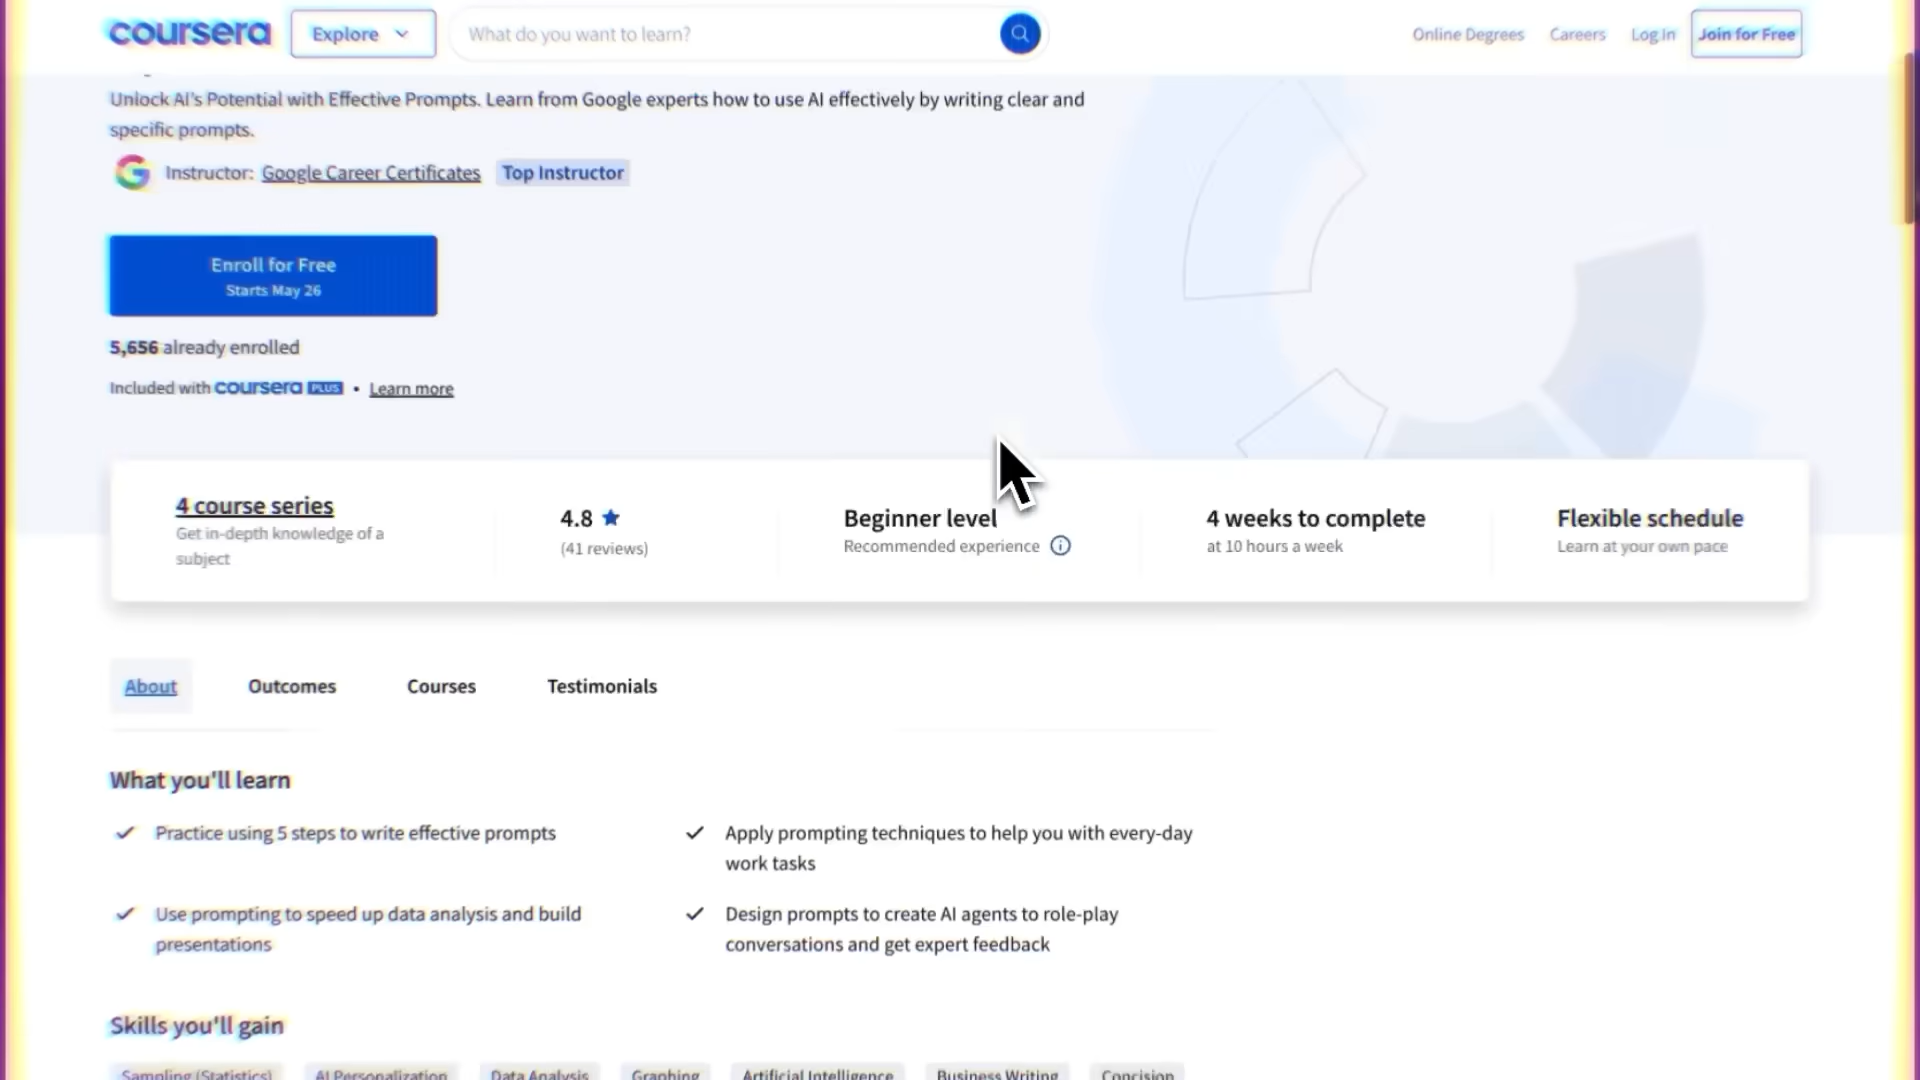 coursera
Explore
What do you want to learn?
Online Degrees
Careers
Log In
Join for Free
Unlock AI's Potential with Effective Prompts. Learn from Google experts how to use AI effectively by writing clear and
specific prompts.
Instructor: Google Career Certificates
Top Instructor
Enroll for Free
Starts May 26
5,656 already enrolled
Included with coursera PLUS • Learn more
4 course series
Get in-depth knowledge of a
subject
4.8
(41 reviews)
Beginner level
Recommended experience
4 weeks to complete
at 10 hours a week
Flexible schedule
Learn at your own pace
About
Outcomes
Courses
Testimonials
What you'll learn
Practice using 5 steps to write effective prompts
Apply prompting techniques to help you with every-day
work tasks
Use prompting to speed up data analysis and build
presentations
Design prompts to create AI agents to role-play
conversations and get expert feedback
Skills you'll gain
Sampling (Statistics)
AI Personalization
Data Analysis
Graphing
Artificial Intelligence
Business Writing
Concision